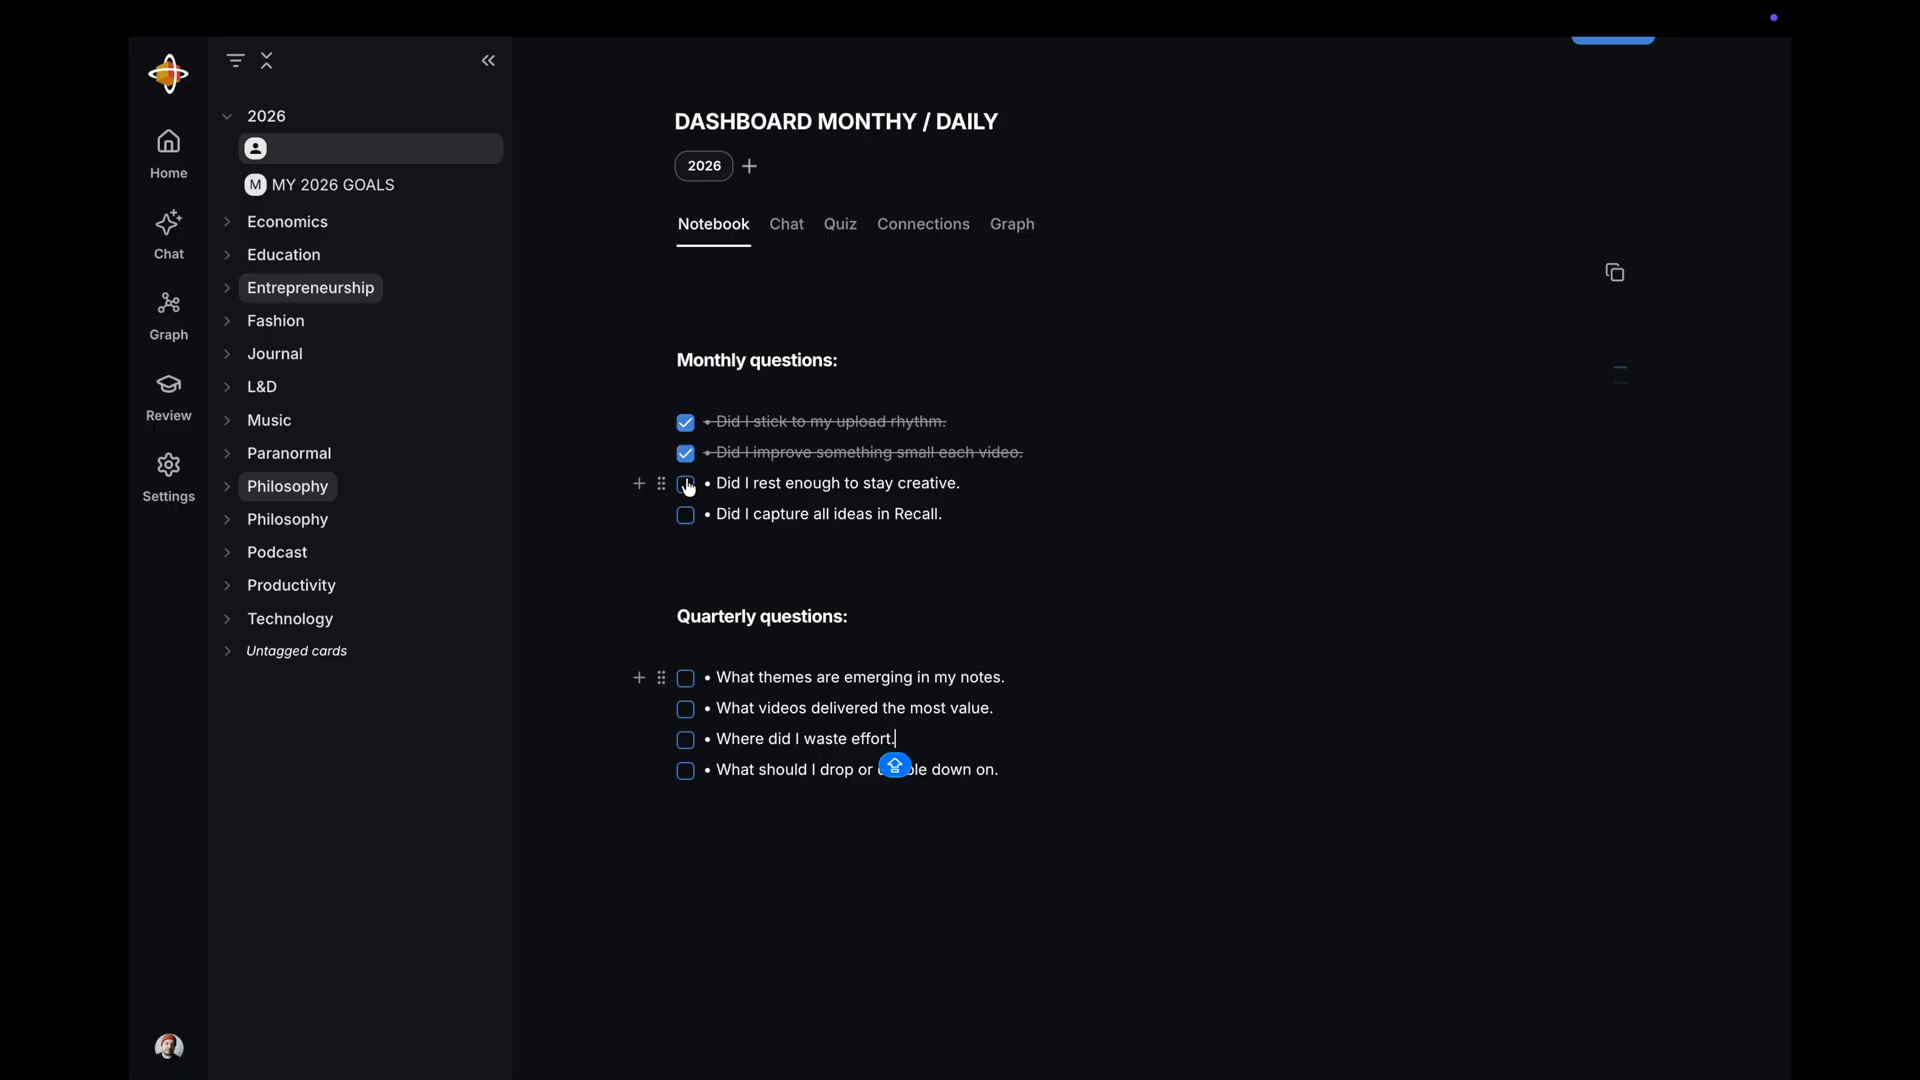 Home
Chat
Graph
Review
Settings
2026
M MY 2026 GOALS
Economics
Education
Entrepreneurship
Fashion
Journal
L&D
Music
Paranormal
Philosophy
Philosophy
Podcast
Productivity
Technology
Untagged cards
DASHBOARD MONTHY / DAILY
2026
Notebook Chat Quiz Connections Graph
Monthly questions:
• Did I stick to my upload rhythm.
• Did I improve something small each video.
• Did I rest enough to stay creative.
• Did I capture all ideas in Recall.
Quarterly questions:
• What themes are emerging in my notes.
• What videos delivered the most value.
• Where did I waste effort.
• What should I drop or down on.